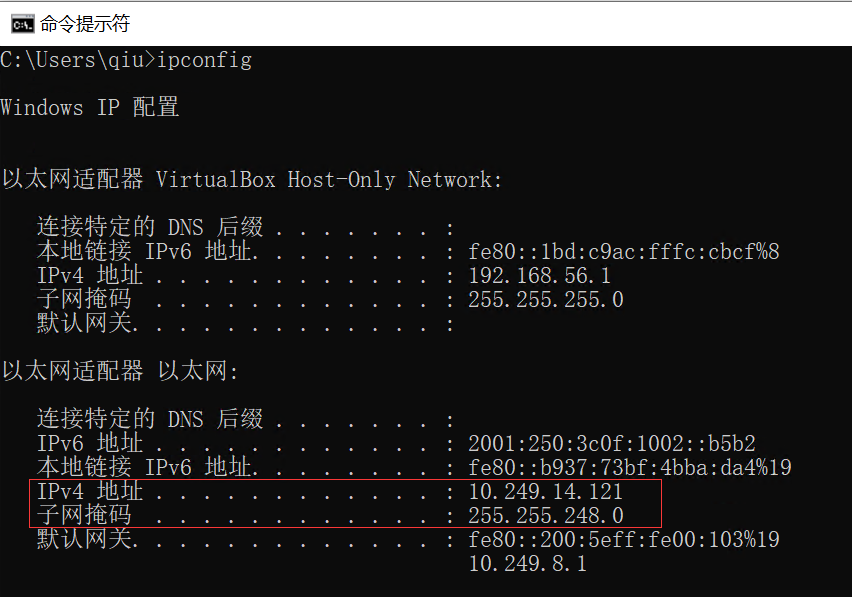 命令提示符
C:\Users\qiu>ipconfig
Windows IP 配置
以太网适配器 VirtualBox Host-Only Network:
连接特定的 DNS 后缀 . . . . . . . :
本地链接 IPv6 地址. . . . . . . . : fe80::1bd:c9ac:fffc:cbcf%8
IPv4 地址 . . . . . . . . . . . . : 192.168.56.1
子网掩码  . . . . . . . . . . . . : 255.255.255.0
默认网关. . . . . . . . . . . . . :
以太网适配器 以太网:
连接特定的 DNS 后缀 . . . . . . . :
IPv6 地址 . . . . . . . . . . . . : 2001:250:3c0f:1002::b5b2
本地链接 IPv6 地址. . . . . . . . : fe80::b937:73bf:4bba:da4%19
IPv4 地址 . . . . . . . . . . . . : 10.249.14.121
子网掩码  . . . . . . . . . . . . : 255.255.248.0
默认网关. . . . . . . . . . . . . : fe80::200:5eff:fe00:103%19
10.249.8.1